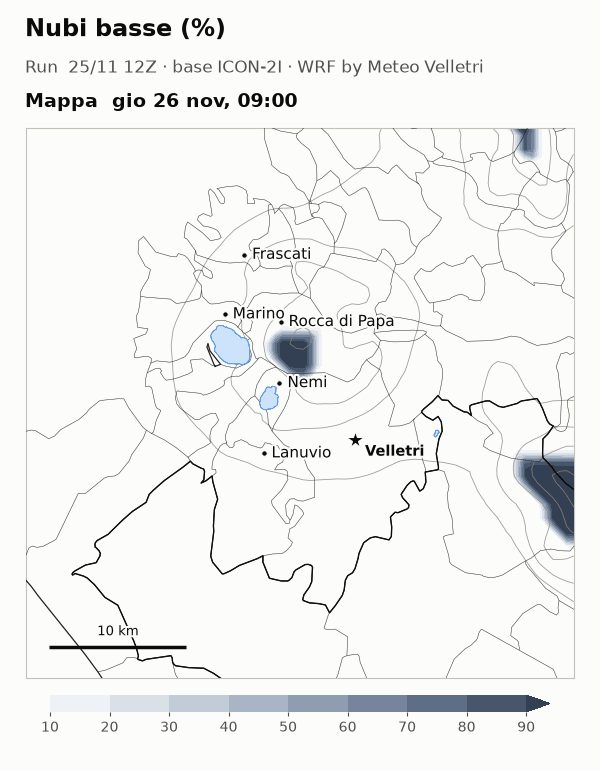 Nubi basse (%)
Run  25/11 12Z · base ICON-2I · WRF by Meteo Velletri
Mappa  gio 26 nov, 09:00
Frascati
Marino
Rocca di Papa
Nemi
Velletri
Lanuvio
10 km
10 20 30 40 50 60 70 80 90